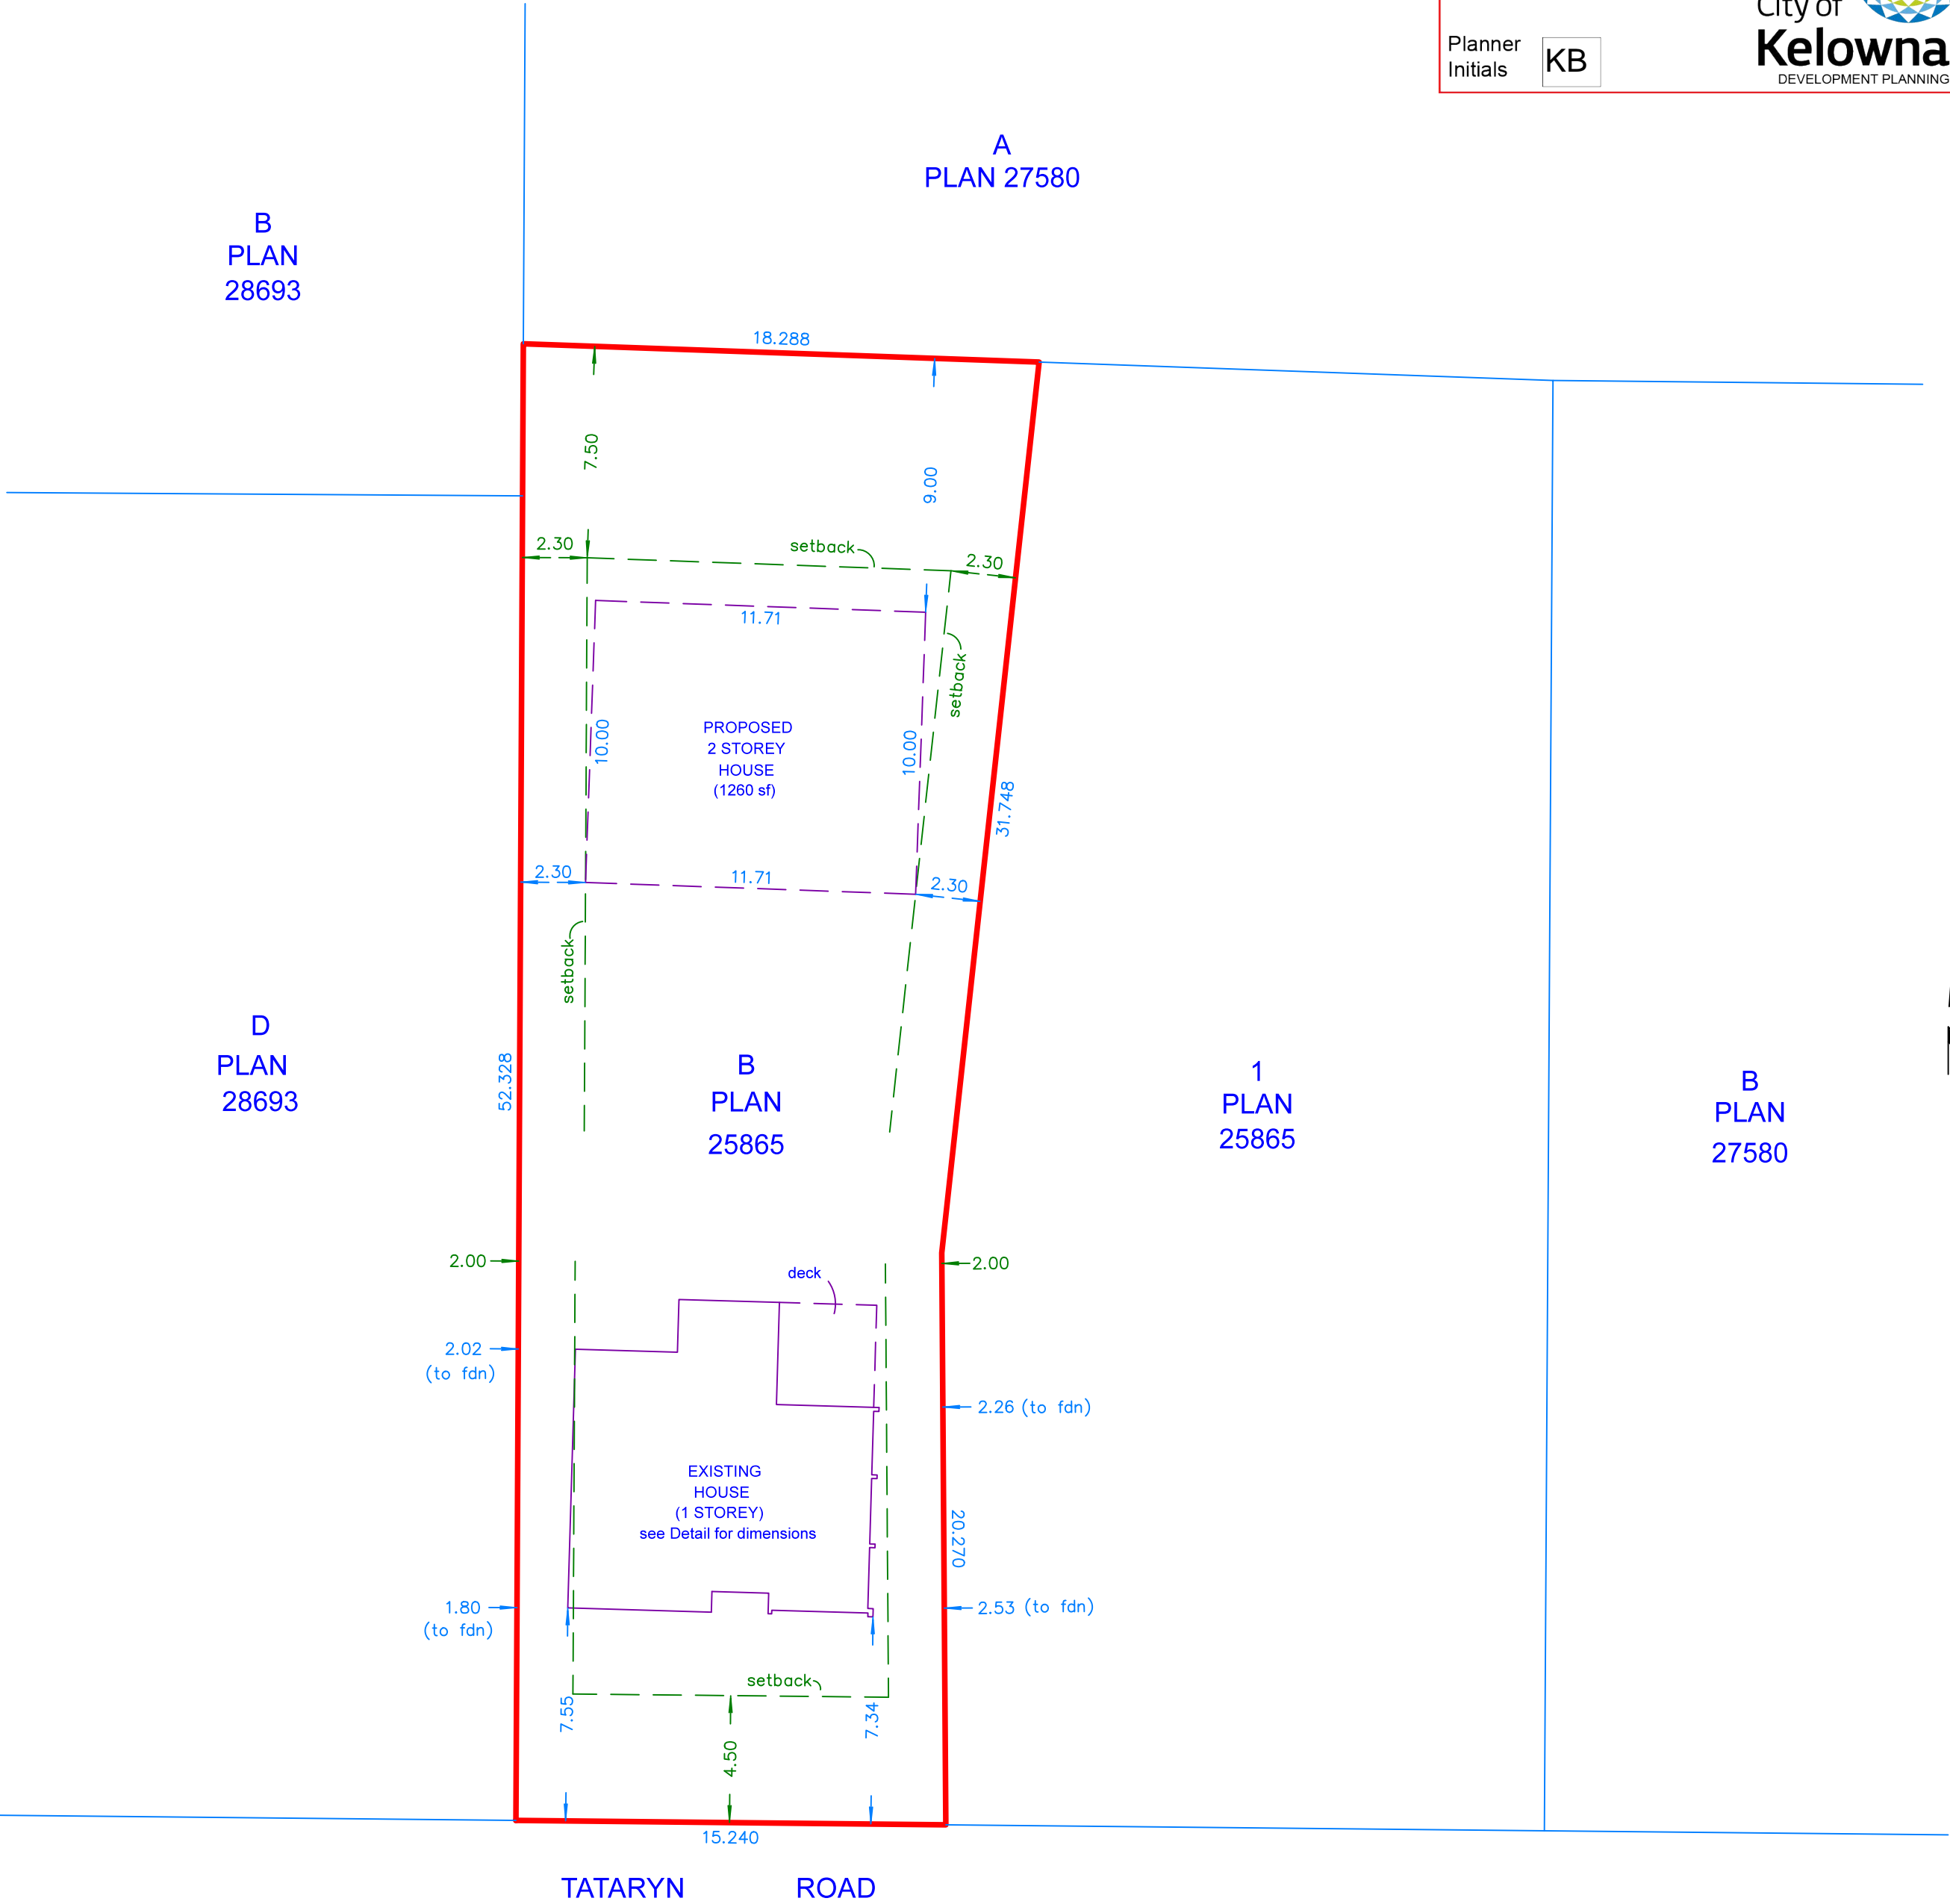 City of
Kelowna
DEVELOPMENT PLANNING
Planner
Initials
KB
A
PLAN 27580
B
PLAN
28693
18.288
7.50
9.00
2.30
setback
2.30
11.71
setback
PROPOSED
2 STOREY
HOUSE
(1260 sf)
10.00
10.00
31.748
2.30
11.71
2.30
setback
D
PLAN
28693
52.328
B
PLAN
25865
1
PLAN
25865
B
PLAN
27580
2.00
2.00
deck
2.02
(to fdn)
2.26 (to fdn)
EXISTING
HOUSE
(1 STOREY)
see Detail for dimensions
20.270
1.80
(to fdn)
2.53 (to fdn)
setback
7.55
7.34
4.50
15.240
TATARYN ROAD